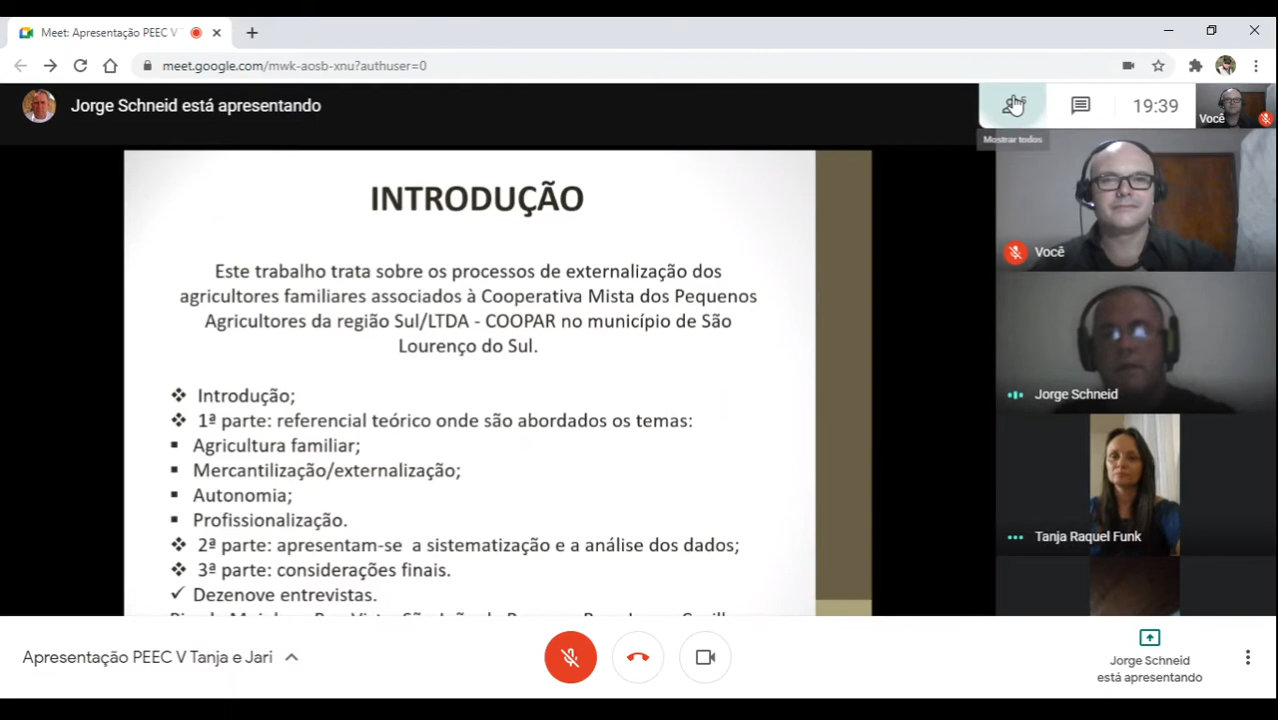 Meet: Apresentação PEEC V T
meet.google.com/mwk-aosb-xnu?authuser=0
Jorge Schneid está apresentando
19:39
Você
Mostrar todos
INTRODUÇÃO
Este trabalho trata sobre os processos de externalização dos
agricultores familiares associados à Cooperativa Mista dos Pequenos
Agricultores da região Sul/LTDA - COOPAR no município de São
Lourenço do Sul.
Introdução;
1ª parte: referencial teórico onde são abordados os temas:
Agricultura familiar;
Mercantilização/externalização;
Autonomia;
Profissionalização.
2ª parte: apresentam-se a sistematização e a análise dos dados;
3ª parte: considerações finais.
Dezenove entrevistas.
Você
Jorge Schneid
Tanja Raquel Funk
Apresentação PEEC V Tanja e Jari
Jorge Schneid
está apresentando